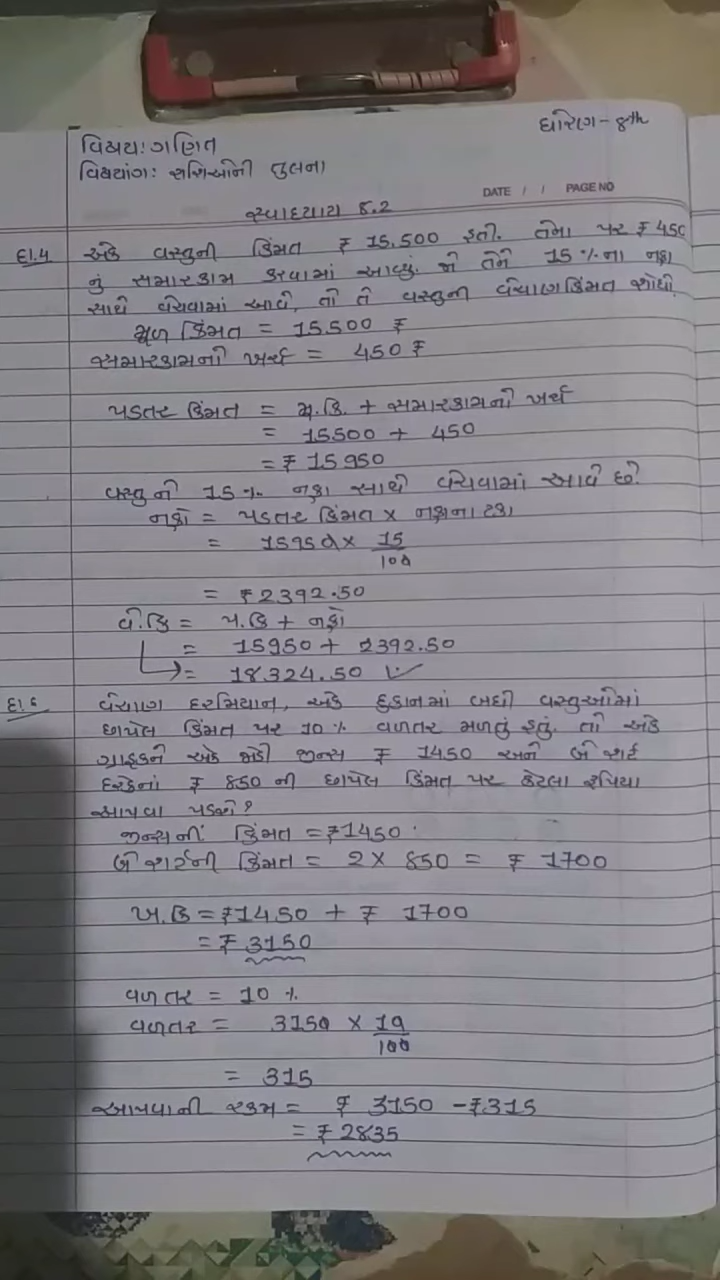 ધોરણ - 8th
વિષય: ગણિત
વિષયાંગ: રાશિઓની તુલના
DATE / / PAGE NO
સ્વાધ્યાય 8.2
દા.4 એક વસ્તુની કિંમત ₹ 15,500 હતી. તેના પર ₹ 450
નું સમારકામ કરવામાં આવ્યું. જે તેને 15 % ના નફા
સાથે વેચવામાં આવે, તો તે વસ્તુની વેચાણકિંમત શોધો.
મૂળ કિંમત = 15500 ₹
સમારકામનો ખર્ચ = 450 ₹
પડતર કિંમત = મૂ.કિ. + સમારકામનો ખર્ચ
= 15500 + 450
= ₹ 15950
વસ્તુ ને 15 % નફા સાથે વેચવામાં આવે છે.
નફો = પડતર કિંમત x નફાના ટકા
= 15950 x 15/100
= ₹ 2392.50
વે.કિ = પ.કિ + નફો
= 15950 + 2392.50
= 18324.50
દા.6 વેચાણ દરમિયાન, એક દુકાનમાં બધી વસ્તુઓમાં
છાપેલ કિંમત પર 10 % વળતર મળતું હતું. તો એક
ગ્રાહકને એક જોડી જીન્સ ₹ 1450 અને બે શર્ટ
દરેકનાં ₹ 850 ની છાપેલ કિંમત પર કેટલા રૂપિયા
આપવા પડશે?
જીન્સની કિંમત = ₹1450
બે શર્ટની કિંમત = 2 x 850 = ₹ 1700
ખ.કિ = ₹1450 + ₹ 1700
= ₹ 3150
વળતર = 10 %
વળતર = 3150 x 10/100
= 315
આપવાની રકમ = ₹ 3150 - ₹315
= ₹ 2835